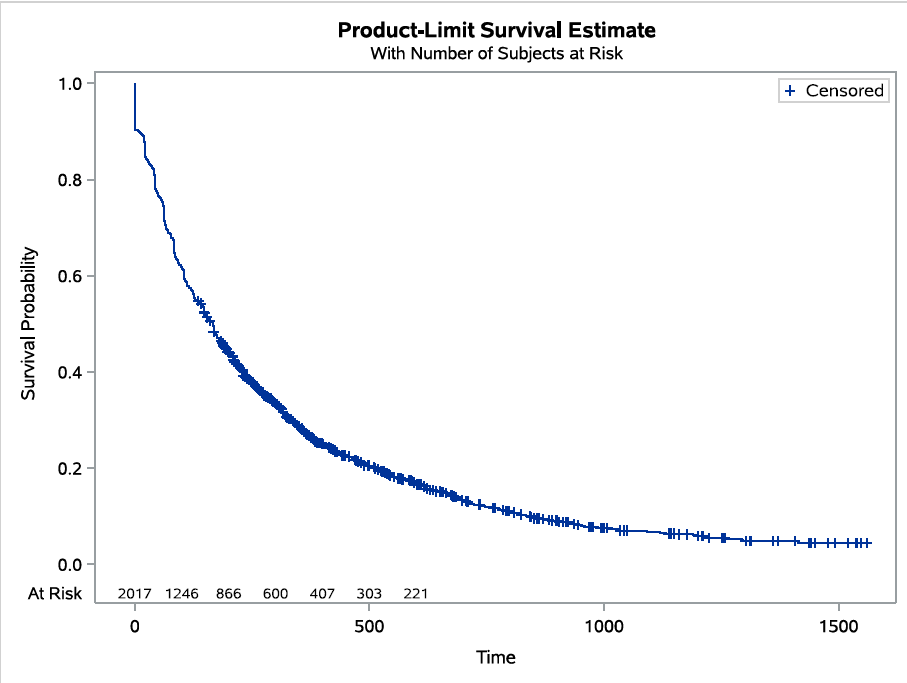 Product-Limit Survival Estimate
With Number of Subjects at Risk
+ Censored
Survival Probability
1.0
0.8
0.6
0.4
0.2
0.0
At Risk 2017 1246 866 600 407 303 221
0 500 1000 1500
Time